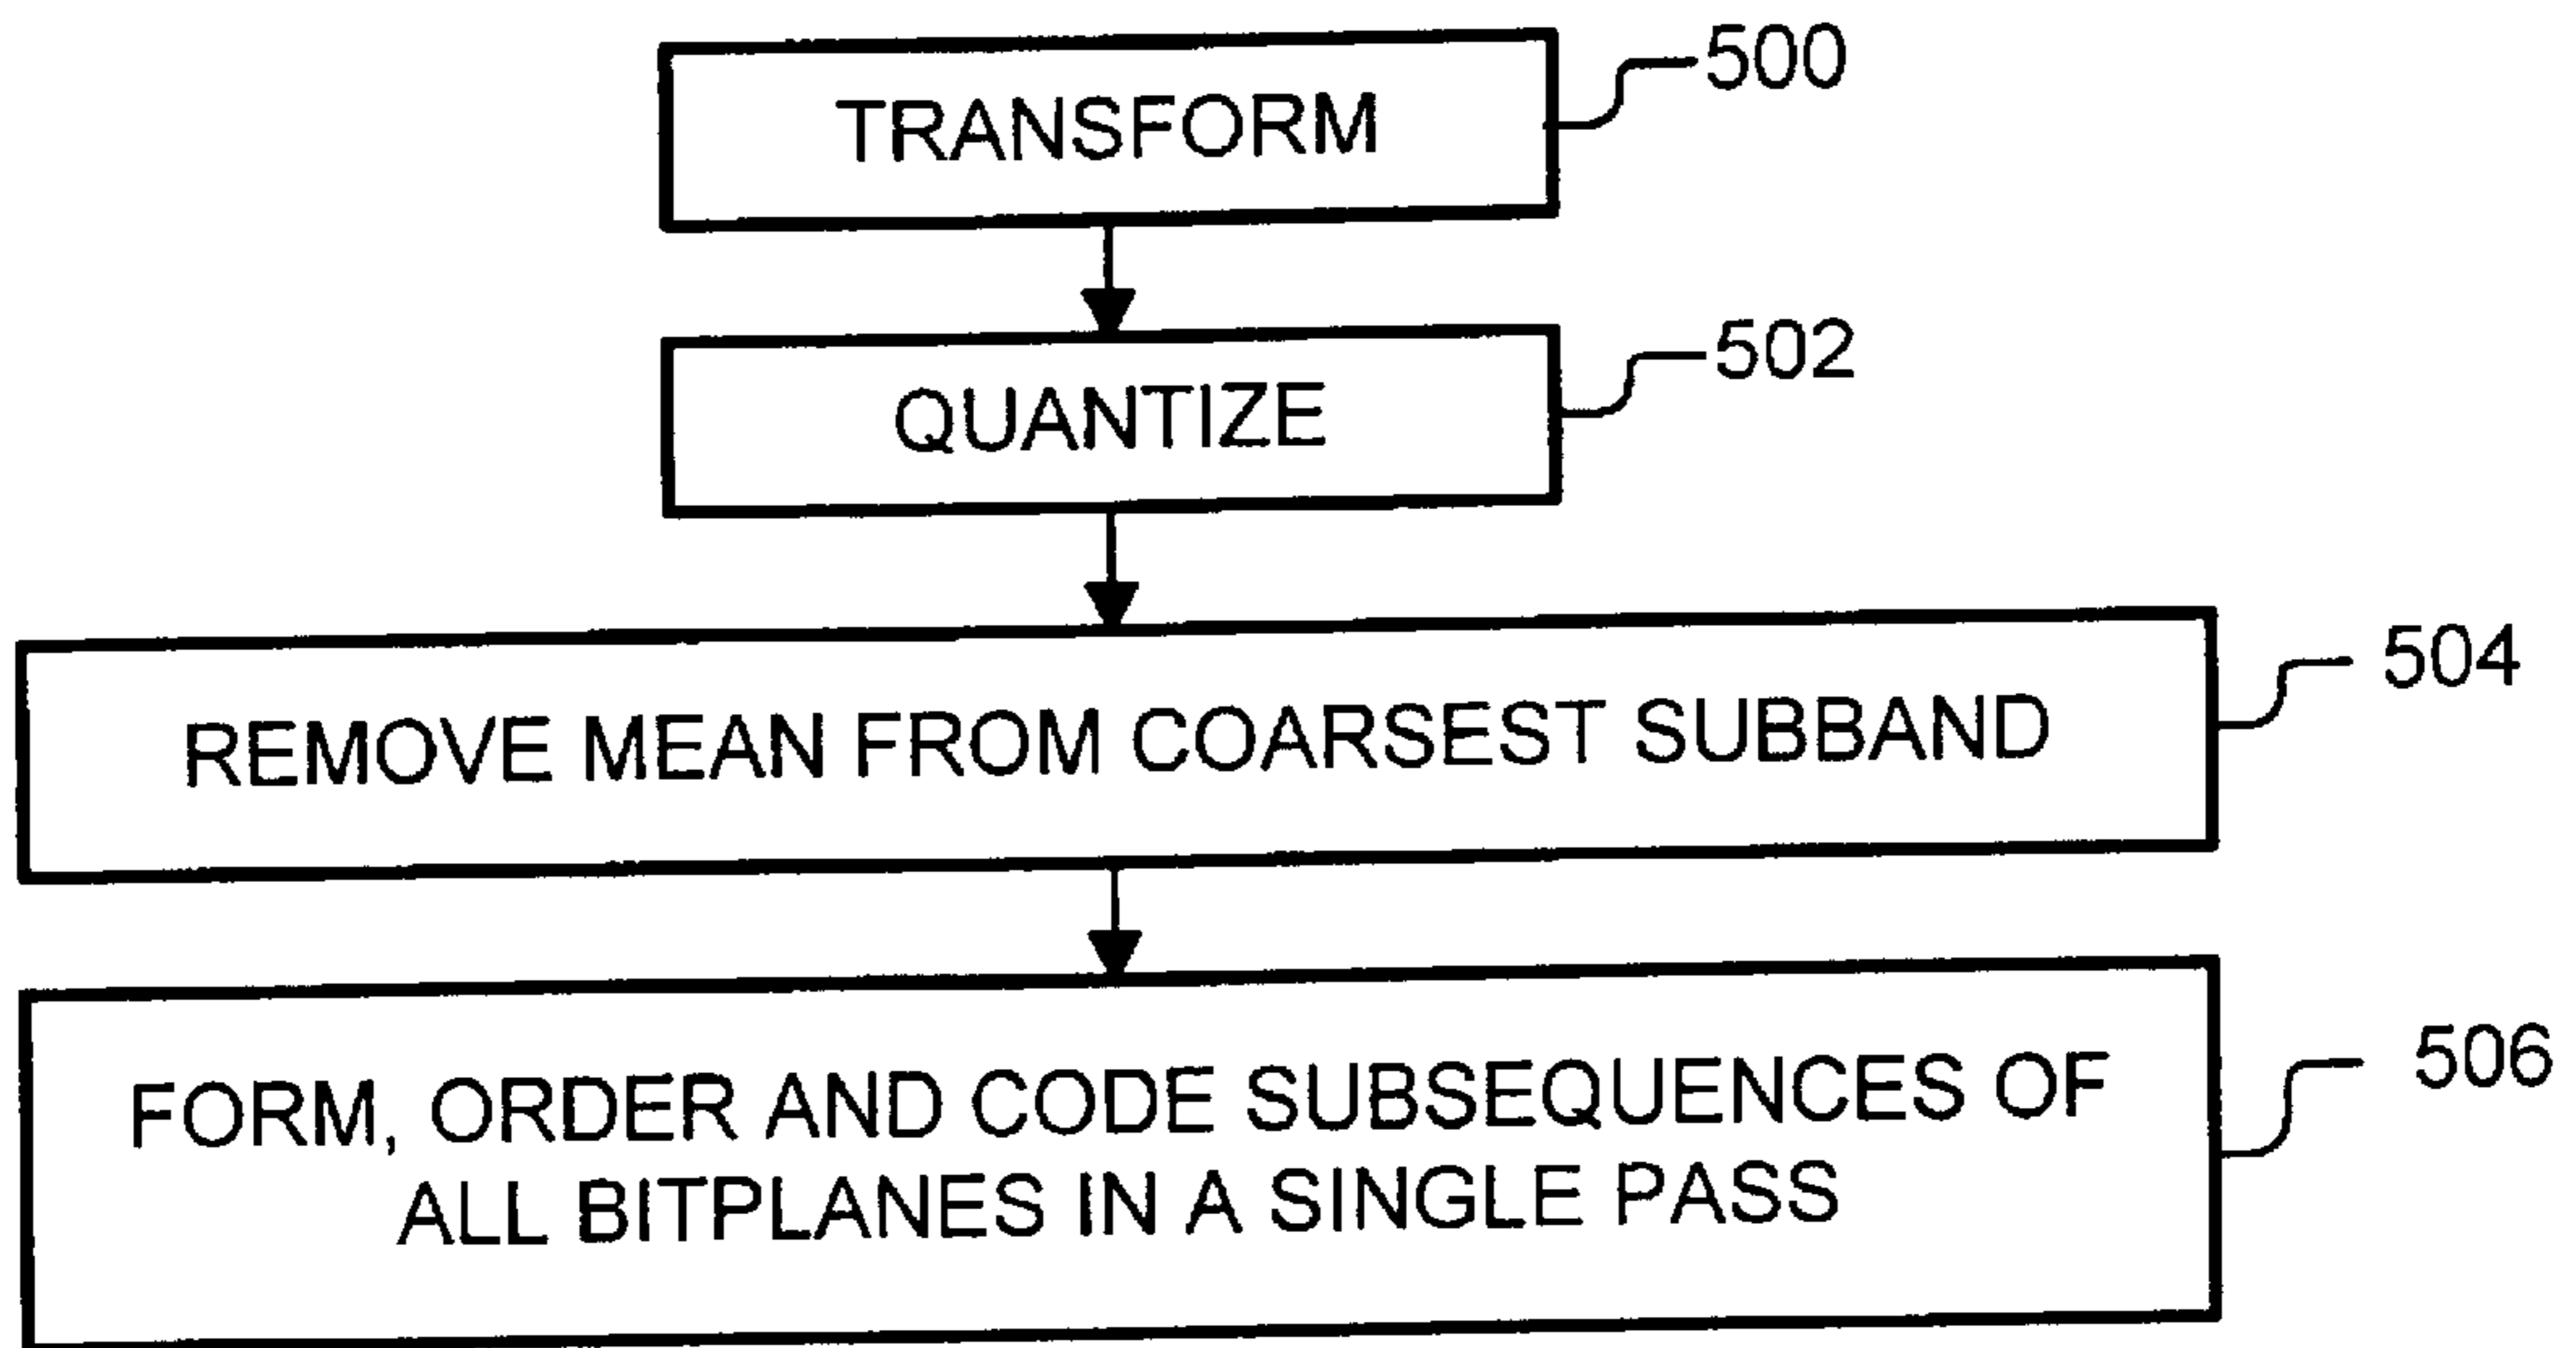 TRANSFORM
500
QUANTIZE
502
REMOVE MEAN FROM COARSEST SUBBAND
504
FORM, ORDER AND CODE SUBSEQUENCES OF
ALL BITPLANES IN A SINGLE PASS
506